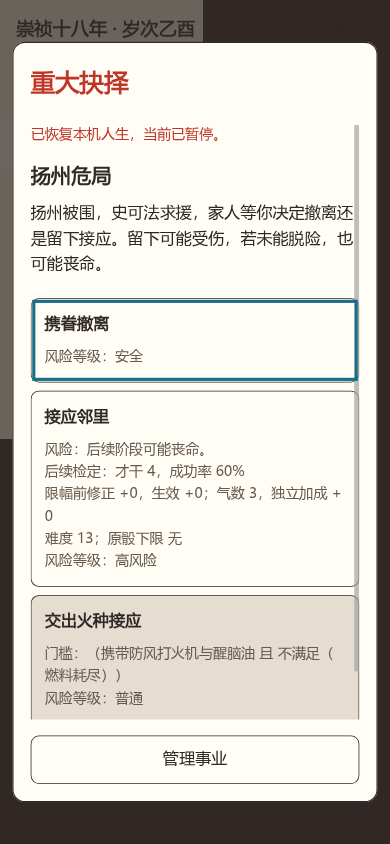 崇祯十八年 · 岁次乙酉
重大抉择
已恢复本机人生，当前已暂停。
扬州危局
扬州被围，史可法求援，家人等你决定撤离还
是留下接应。留下可能受伤，若未能脱险，也
可能丧命。
携眷撤离
风险等级：安全
接应邻里
风险：后续阶段可能丧命。
后续检定：才干 4，成功率 60%
限幅前修正 +0，生效 +0；气数 3，独立加成 +
0
难度 13；原骰下限 无
风险等级：高风险
交出火种接应
门槛：（携带防风打火机与醒脑油 且 不满足（
燃料耗尽））
风险等级：普通
管理事业